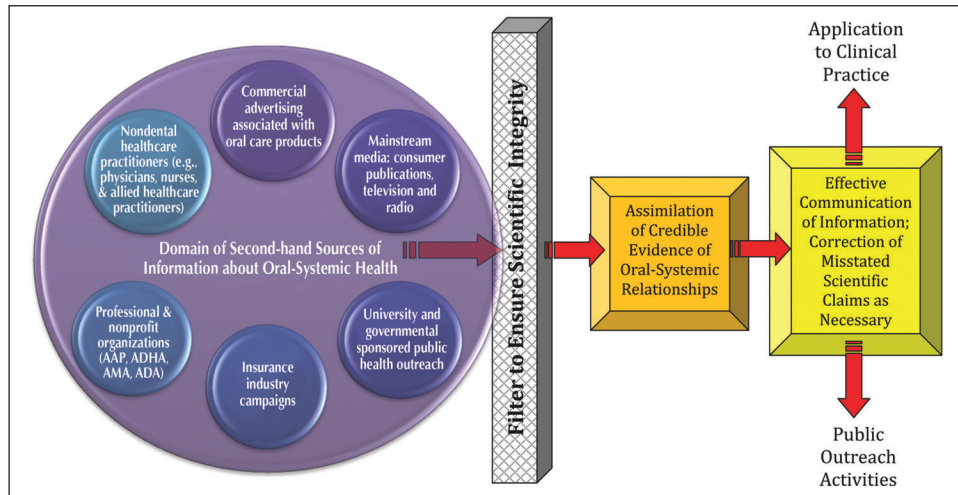 Commercial
advertising
associated with
oral care products
Nondental
healthcare
practitioners (e.g.,
physicians, nurses,
& allied healthcare
practitioners)
Mainstream
media: consumer
publications,
television and
radio
Domain of Second-hand Sources of
Information about Oral-Systemic Health
Professional &
nonprofit
organizations
(AAP, ADHA,
AMA, ADA)
Insurance
industry
campaigns
University and
governmental
sponsored public
health outreach
Filter to Ensure Scientific Integrity
Assimilation
of Credible
Evidence of
Oral-Systemic
Relationships
Application
to Clinical
Practice
Effective
Communication
of Information;
Correction of
Misstated
Scientific
Claims as
Necessary
Public
Outreach
Activities